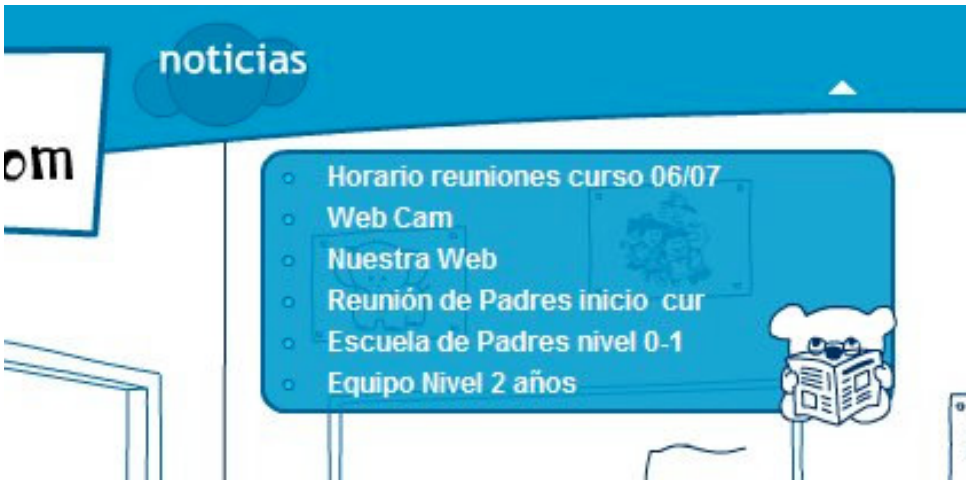 noticias
om
Horario reuniones curso 06/07
Web Cam
Nuestra Web
Reunión de Padres inicio cur
Escuela de Padres nivel 0-1
Equipo Nivel 2 años